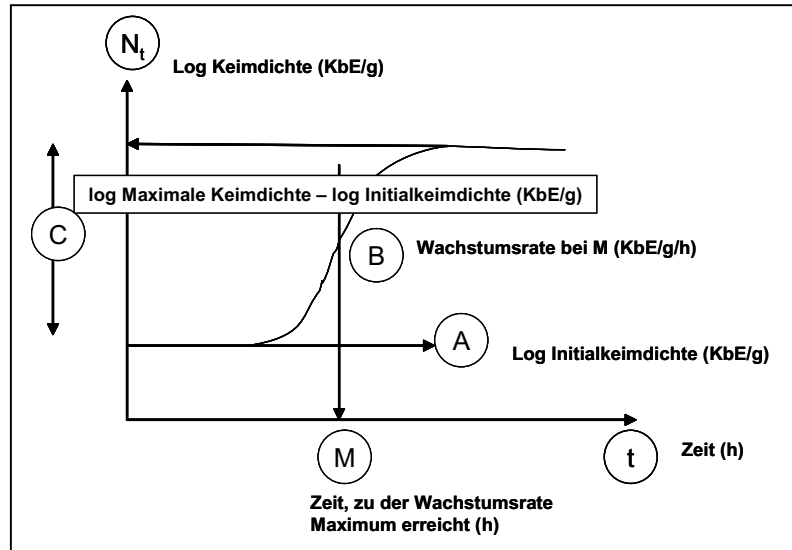 Nt
Log Keimdichte (KbE/g)
log Maximale Keimdichte – log Initialkeimdichte (KbE/g)
C
B
Wachstumsrate bei M (KbE/g/h)
A
Log Initialkeimdichte (KbE/g)
M
t
Zeit (h)
Zeit, zu der Wachstumsrate
Maximum erreicht (h)